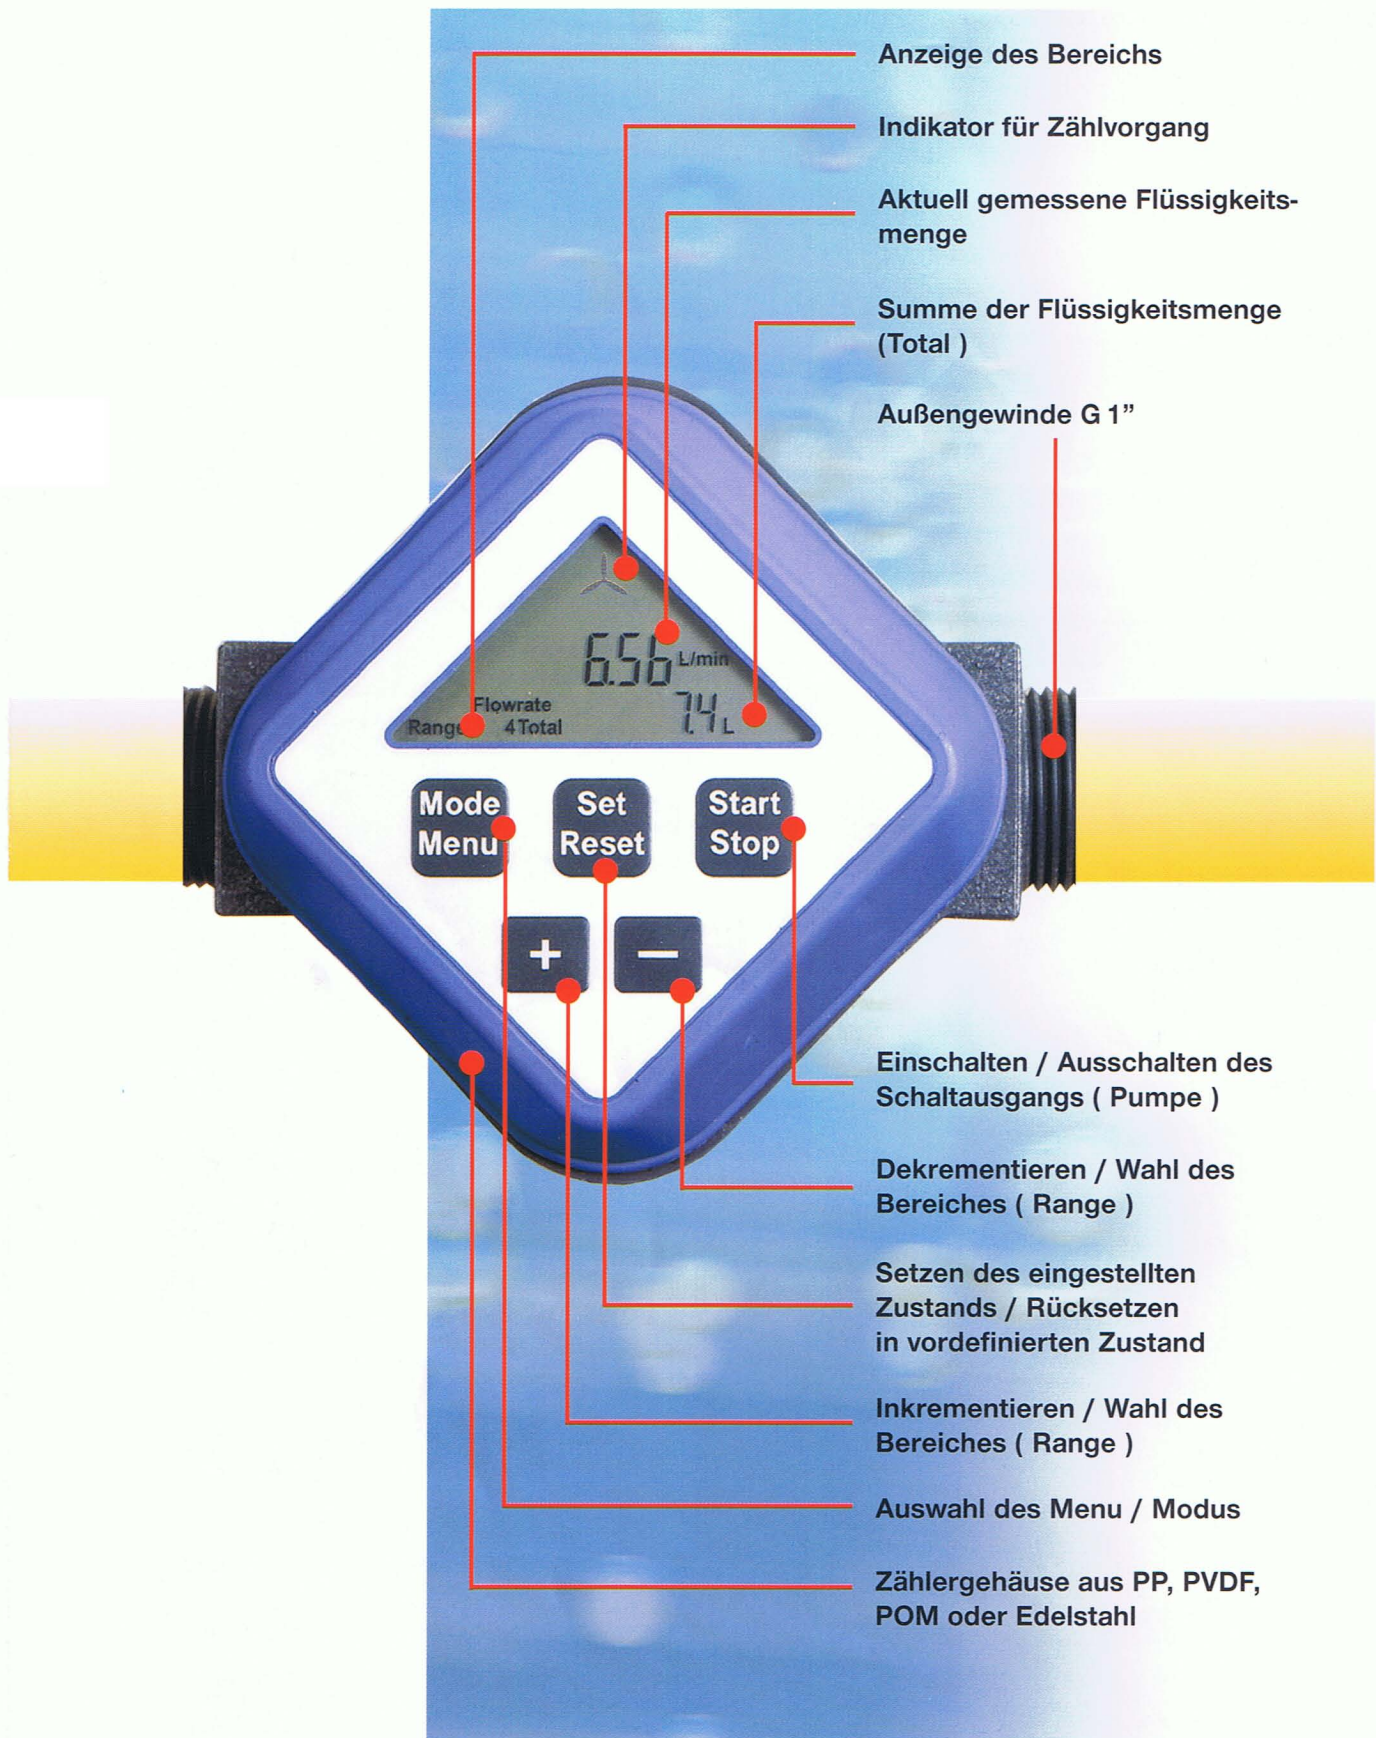 Anzeige des Bereichs
Indikator für Zählvorgang
Aktuell gemessene Flüssigkeits-
menge
Summe der Flüssigkeitsmenge
(Total )
Außengewinde G 1”
6.56 L/min
Flowrate
7.4 L
Range 4 Total
Mode
Menu
Set
Reset
Start
Stop
+
–
Einschalten / Ausschalten des
Schaltausgangs ( Pumpe )
Dekrementieren / Wahl des
Bereiches ( Range )
Setzen des eingestellten
Zustands / Rücksetzen
in vordefinierten Zustand
Inkrementieren / Wahl des
Bereiches ( Range )
Auswahl des Menu / Modus
Zählergehäuse aus PP, PVDF,
POM oder Edelstahl